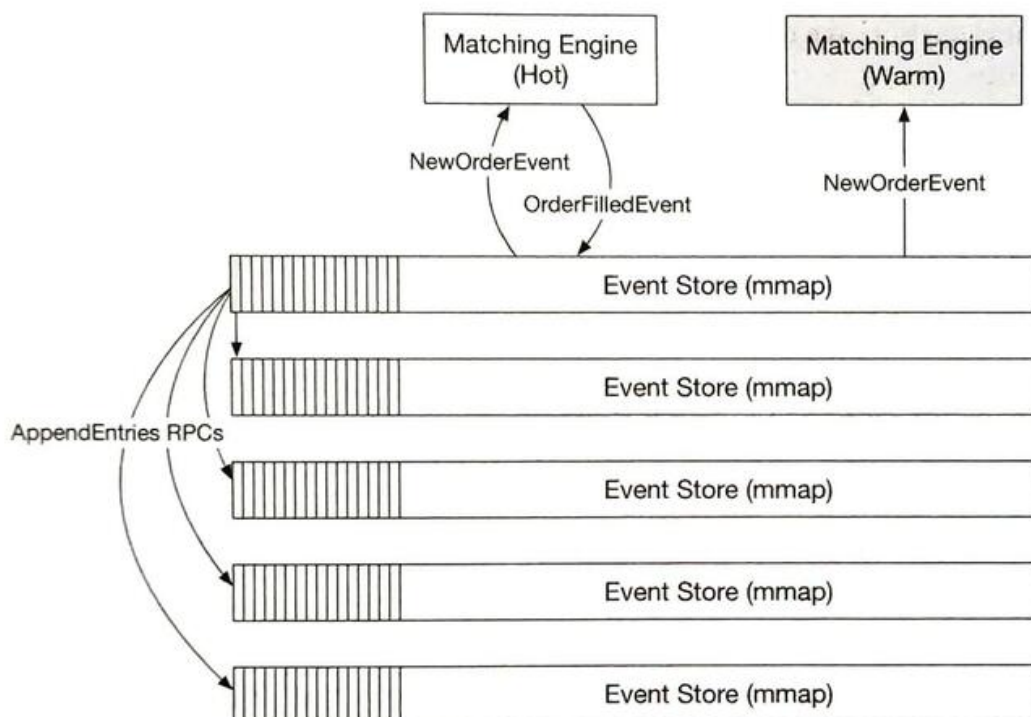 Matching Engine
(Hot)
Matching Engine
(Warm)
NewOrderEvent
OrderFilledEvent
NewOrderEvent
Event Store (mmap)
Event Store (mmap)
AppendEntries RPCs
Event Store (mmap)
Event Store (mmap)
Event Store (mmap)